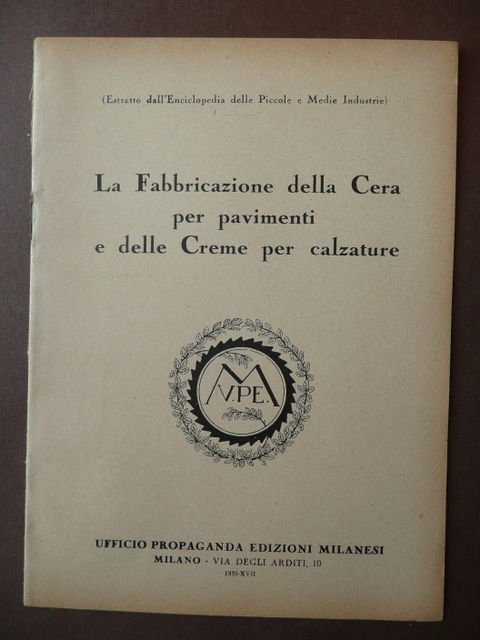 (Estratto dall'Enciclopedia delle Piccole e Medie Industrie)
La Fabbricazione della Cera
per pavimenti
e delle Creme per calzature
M
V.P.E.
UFFICIO PROPAGANDA EDIZIONI MILANESI
MILANO - VIA DEGLI ARDITI, 10
1939-XVII